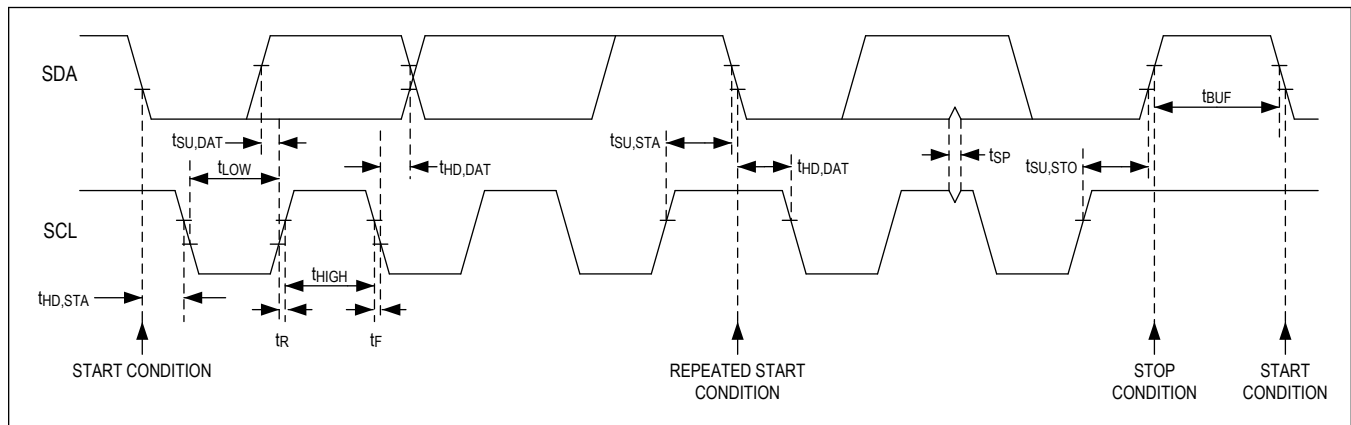 SDA
tBUF
tSU,DAT
tSU,STA
tLOW
tHD,DAT
tHD,DAT
tSP
tSU,STO
SCL
tHIGH
tHD,STA
tR
tF
START CONDITION
REPEATED START
CONDITION
STOP
CONDITION
START
CONDITION